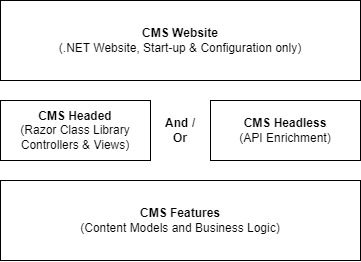 CMS Website
(.NET Website, Start-up & Configuration only)
CMS Headed
(Razor Class Library
Controllers & Views)
And /
Or
CMS Headless
(API Enrichment)
CMS Features
(Content Models and Business Logic)